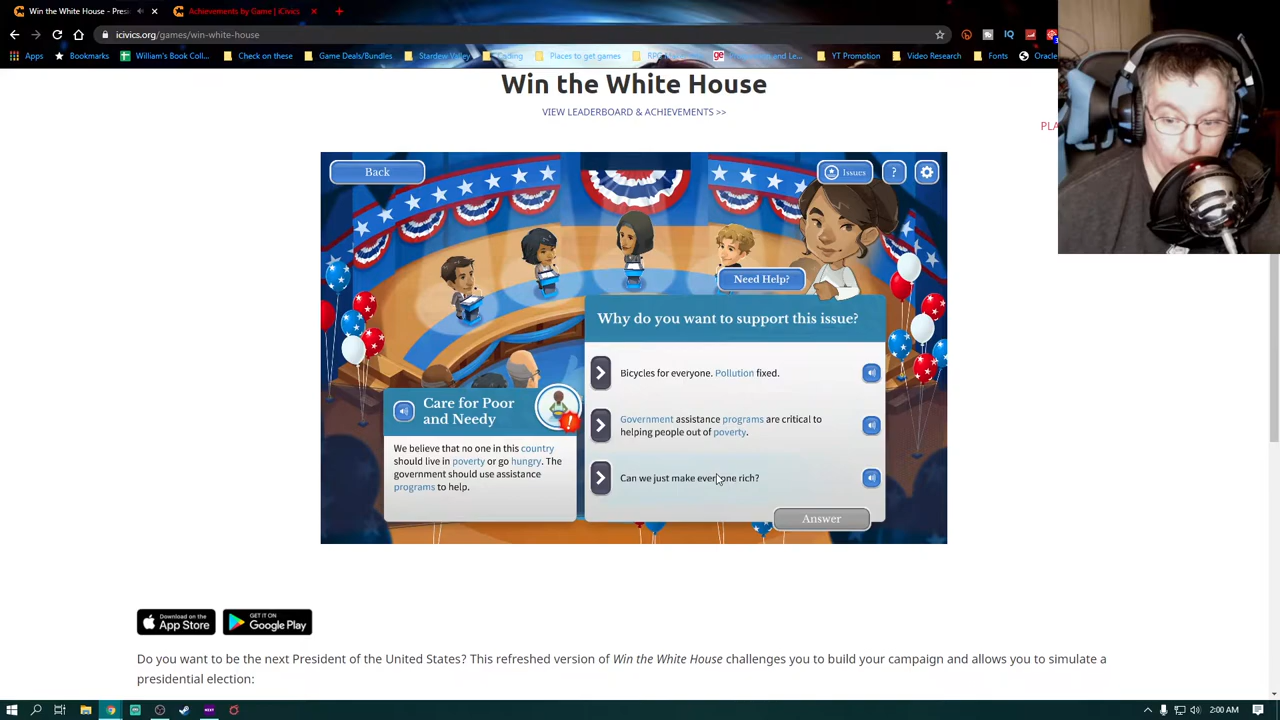 Win the White House - Presi
Achievements by Game | iCivics
icivics.org/games/win-white-house
Apps
Bookmarks
William's Book Coll...
Check on these
Game Deals/Bundles
Stardew Valley
Places to get games
YT Promotion
Video Research
Fonts
Oracle
Win the White House
VIEW LEADERBOARD & ACHIEVEMENTS >>
Back
Issues
?
Need Help?
Why do you want to support this issue?
Bicycles for everyone. Pollution fixed.
Government assistance programs are critical to
helping people out of poverty.
Can we just make everyone rich?
Answer
Care for Poor
and Needy
!
We believe that no one in this country
should live in poverty or go hungry. The
government should use assistance
programs to help.
Download on the
App Store
GET IT ON
Google Play
Do you want to be the next President of the United States? This refreshed version of Win the White House challenges you to build your campaign and allows you to simulate a
presidential election:
2:00 AM